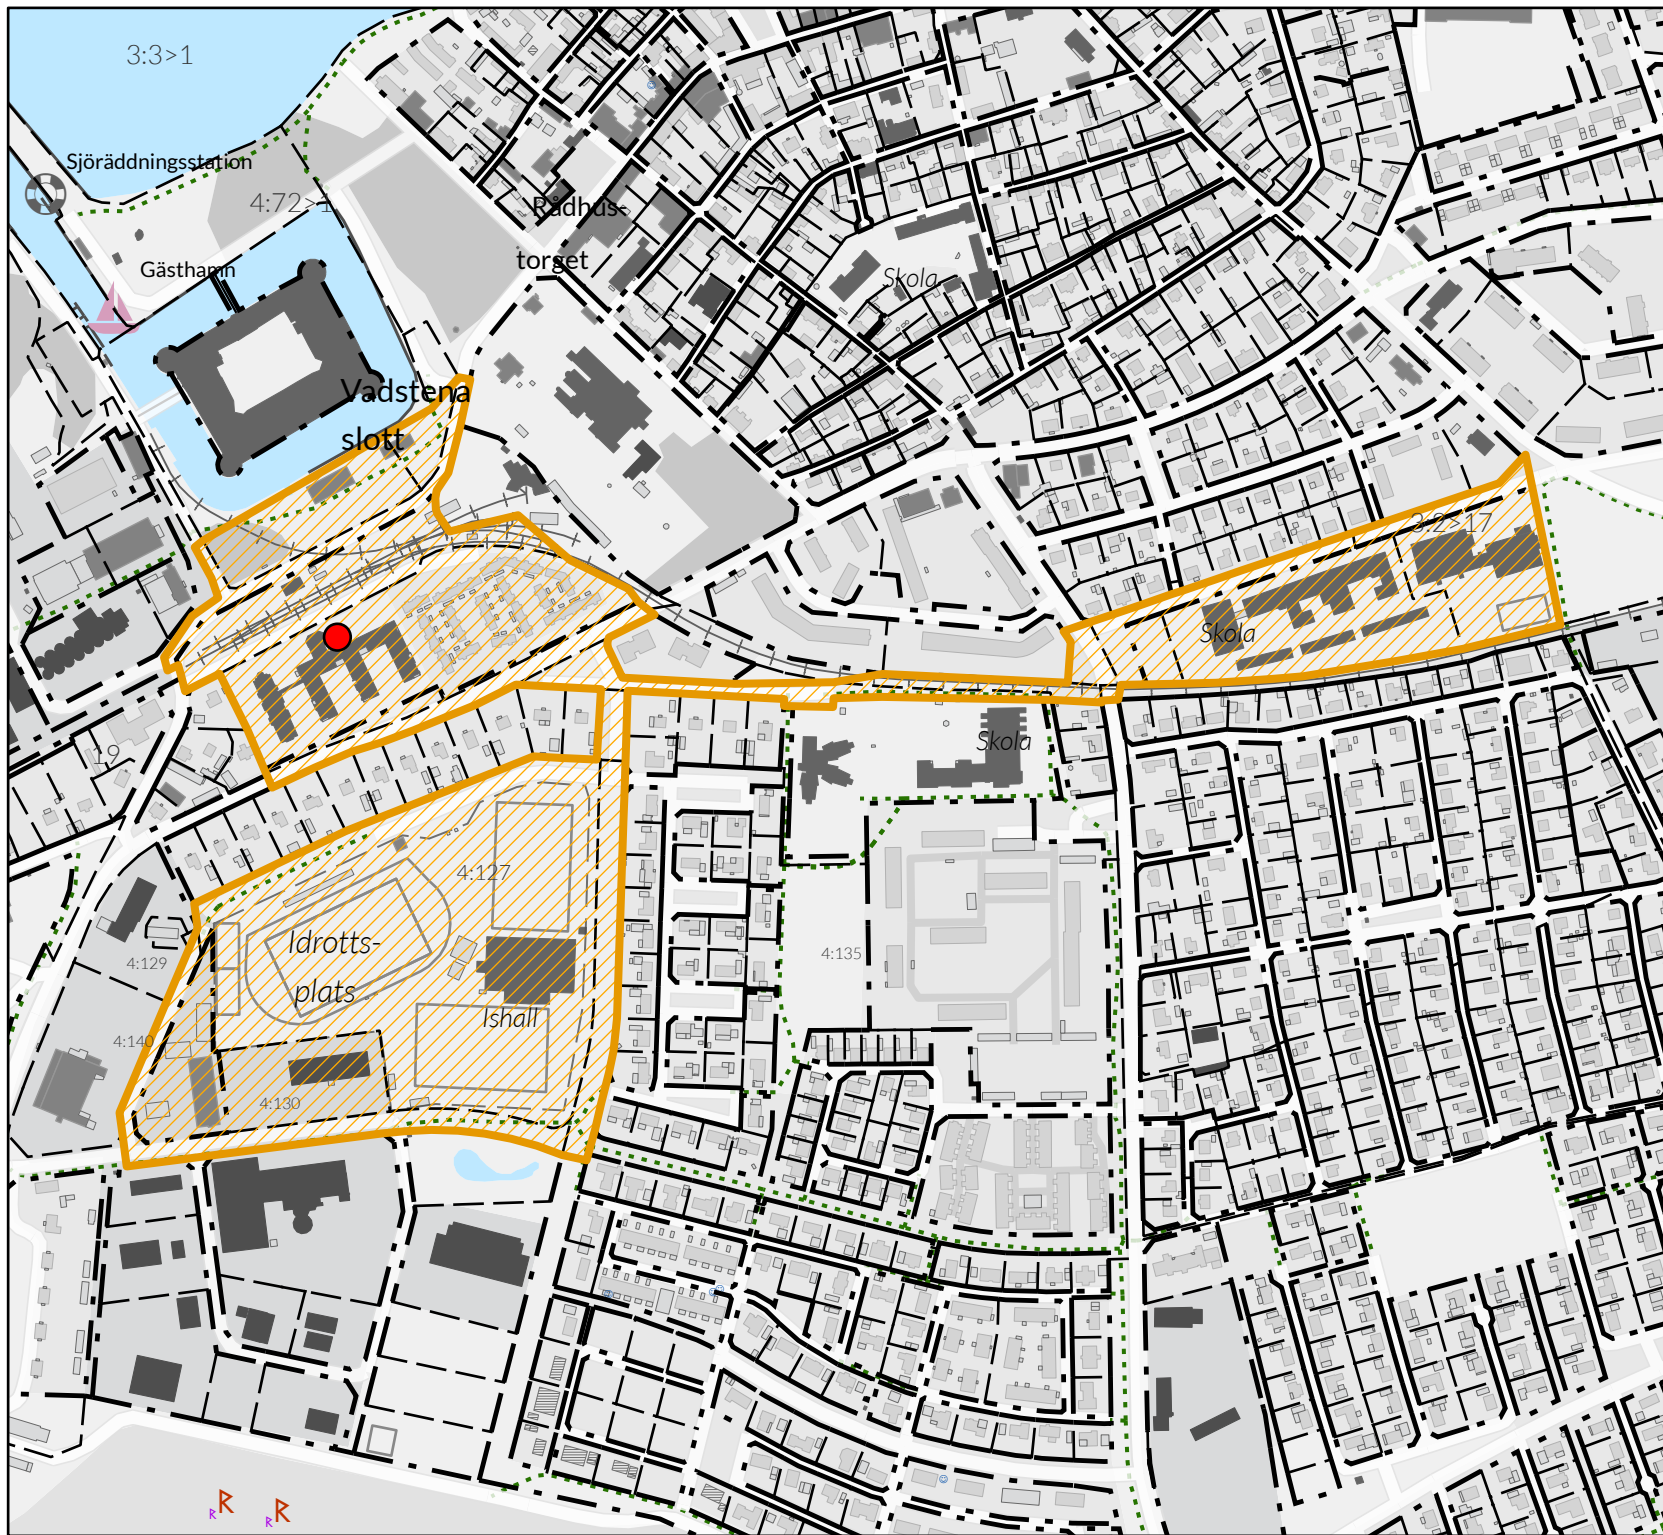 3:3>1
Sjöräddningsstation
4:72>1
Rådhus-
torget
Gästhamn
Skola
Vadstena
slott
3:2>17
Skola
Skola
19
4:127
Idrotts-
plats
4:129
4:135
Ishall
4:140
4:130
R
R
R
R